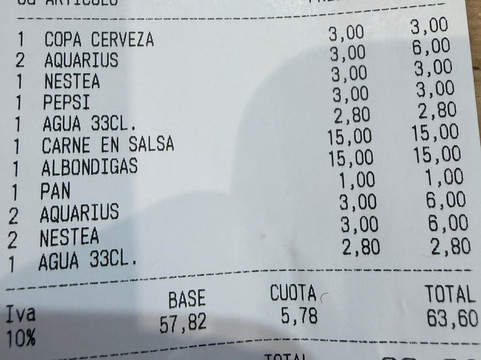 ARTICULO
1 COPA CERVEZA 3,00 3,00
2 AQUARIUS 3,00 6,00
1 NESTEA 3,00 3,00
1 PEPSI 3,00 3,00
1 AGUA 33CL. 2,80 2,80
1 CARNE EN SALSA 15,00 15,00
1 ALBONDIGAS 15,00 15,00
1 PAN 1,00 1,00
2 AQUARIUS 3,00 6,00
2 NESTEA 3,00 6,00
1 AGUA 33CL. 2,80 2,80
Iva BASE CUOTA TOTAL
10% 57,82 5,78 63,60
TOTAL